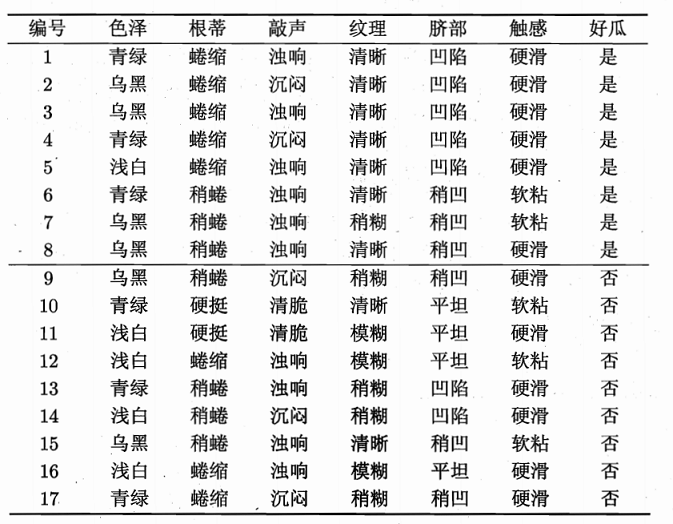 编号 色泽 根蒂 敲声 纹理 脐部 触感 好瓜
1 青绿 蜷缩 浊响 清晰 凹陷 硬滑 是
2 乌黑 蜷缩 沉闷 清晰 凹陷 硬滑 是
3 乌黑 蜷缩 浊响 清晰 凹陷 硬滑 是
4 青绿 蜷缩 沉闷 清晰 凹陷 硬滑 是
5 浅白 蜷缩 浊响 清晰 凹陷 硬滑 是
6 青绿 稍蜷 浊响 清晰 稍凹 软粘 是
7 乌黑 稍蜷 浊响 稍糊 稍凹 软粘 是
8 乌黑 稍蜷 浊响 清晰 稍凹 硬滑 是
9 乌黑 稍蜷 沉闷 稍糊 稍凹 硬滑 否
10 青绿 硬挺 清脆 清晰 平坦 软粘 否
11 浅白 硬挺 清脆 模糊 平坦 硬滑 否
12 浅白 蜷缩 浊响 模糊 平坦 软粘 否
13 青绿 稍蜷 浊响 稍糊 凹陷 硬滑 否
14 浅白 稍蜷 沉闷 稍糊 凹陷 硬滑 否
15 乌黑 稍蜷 浊响 清晰 稍凹 软粘 否
16 浅白 蜷缩 浊响 模糊 平坦 硬滑 否
17 青绿 蜷缩 沉闷 稍糊 稍凹 硬滑 否